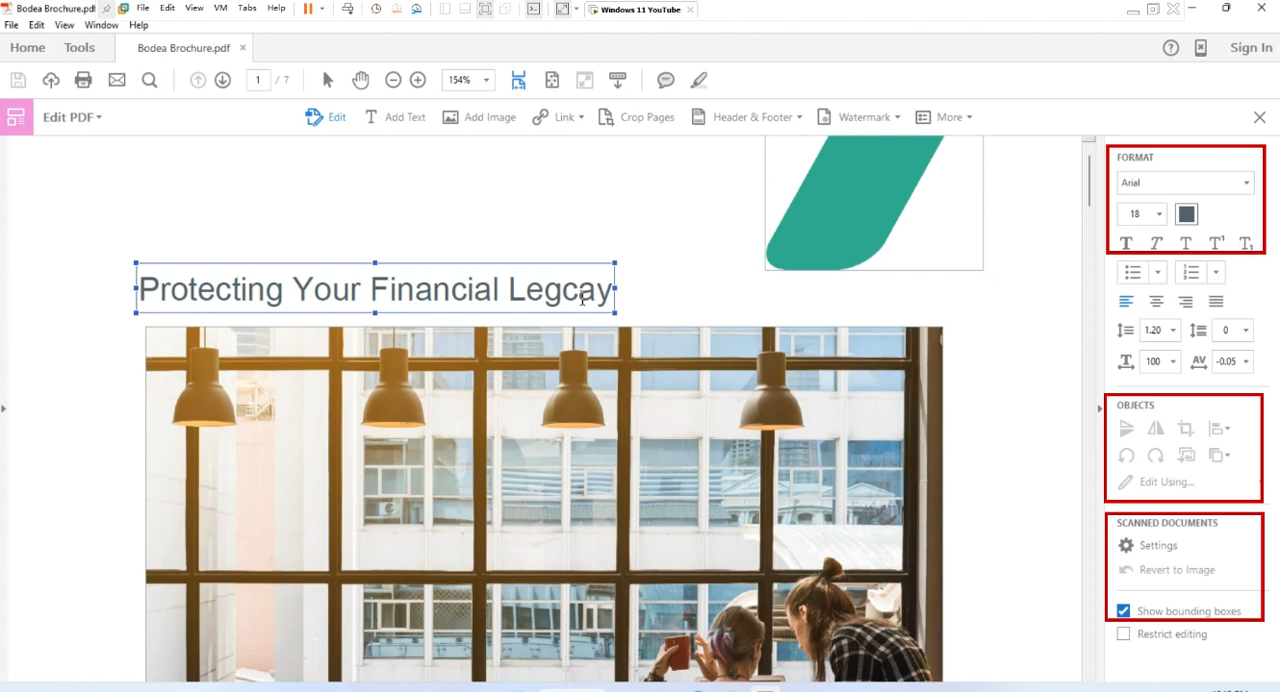 Bodea Brochure.pdf File Edit View VM Tabs Help Windows 11 YouTube
File Edit View Window Help
Home Tools Bodea Brochure.pdf Sign In
1 / 7 154%
Edit PDF Edit Add Text Add Image Link Crop Pages Header & Footer Watermark More
FORMAT
Arial
18
T T T T¹ T₁
Protecting Your Financial Legcay
1.20 0
100 AV -0.05
OBJECTS
Edit Using...
SCANNED DOCUMENTS
Settings
Revert to Image
Show bounding boxes
Restrict editing